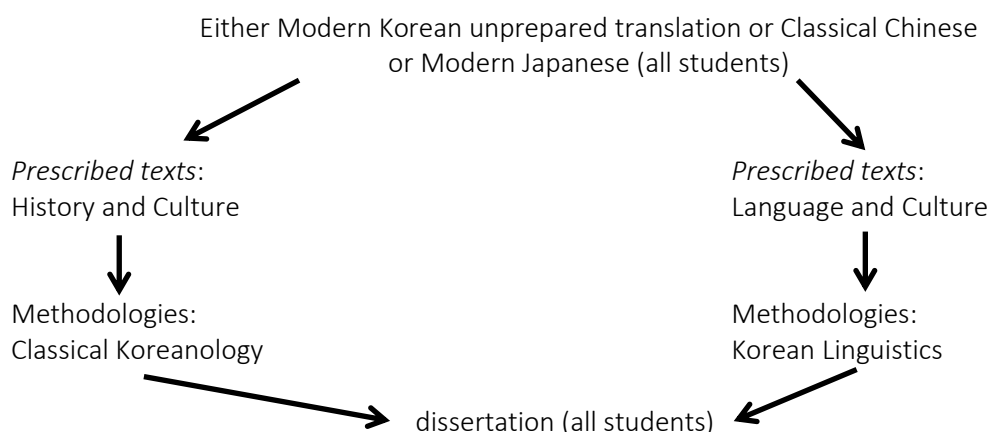 Either Modern Korean unprepared translation or Classical Chinese
or Modern Japanese (all students)
Prescribed texts:
History and Culture
Prescribed texts:
Language and Culture
Methodologies:
Classical Koreanology
Methodologies:
Korean Linguistics
dissertation (all students)